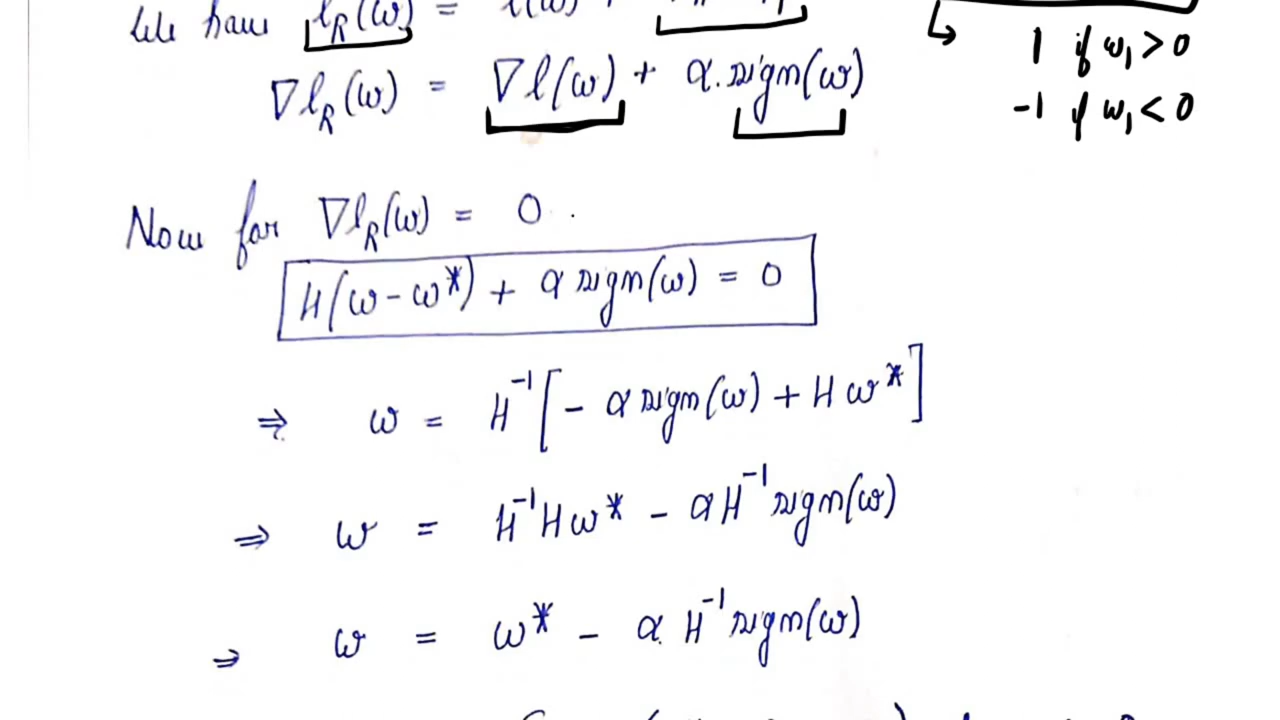 We have l_R(ω) =
1 if ω₁ > 0
∇l_R(ω) = ∇l(ω) + α. sign(ω)
-1 if ω₁ < 0
Now for ∇l_R(ω) = 0 .
H(ω - ω*) + α sign(ω) = 0
⇒ ω = H⁻¹[- α sign(ω) + H ω*]
⇒ ω = H⁻¹Hω* - αH⁻¹sign(ω)
⇒ ω = ω* - α H⁻¹sign(ω)